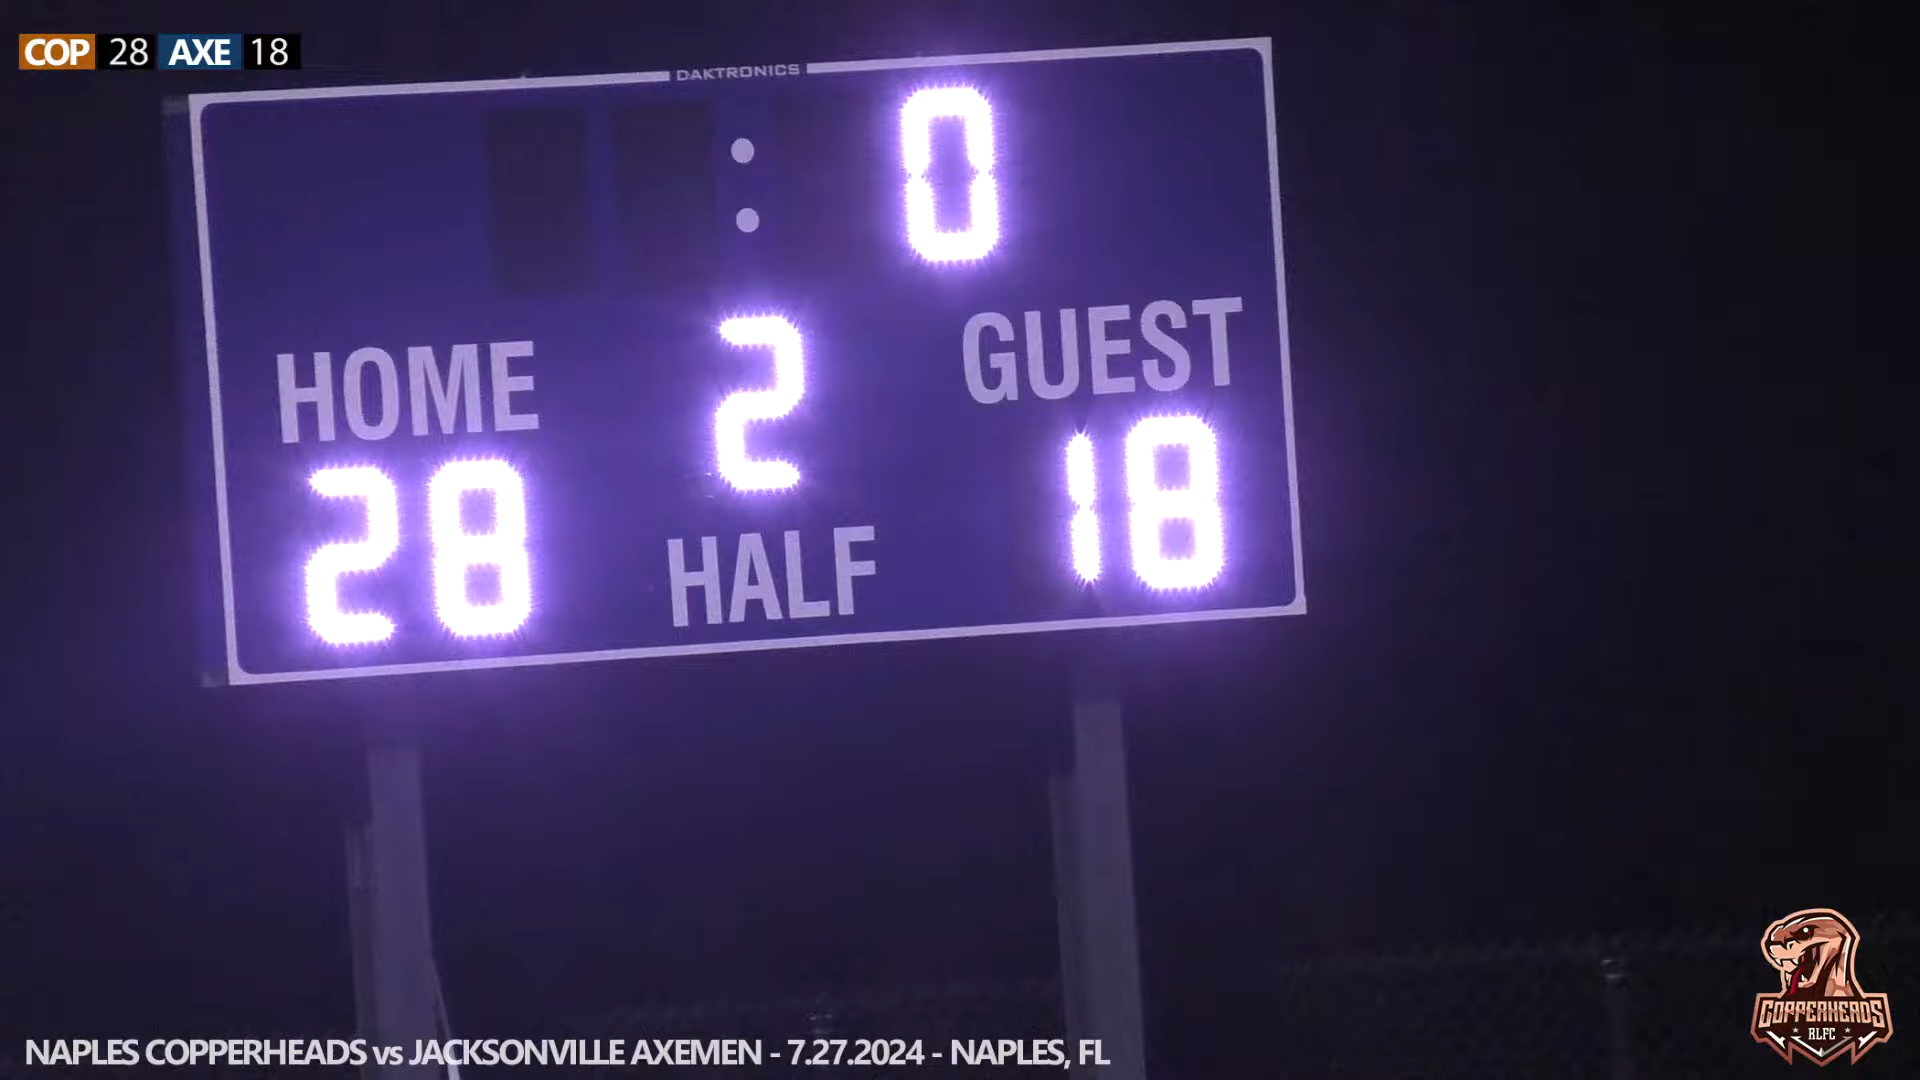 COP 28 AXE 18
DAKTRONICS
: 0
HOME 2 GUEST
28 HALF 18
COPPERHEADS
RLFC
NAPLES COPPERHEADS vs JACKSONVILLE AXEMEN - 7.27.2024 - NAPLES, FL